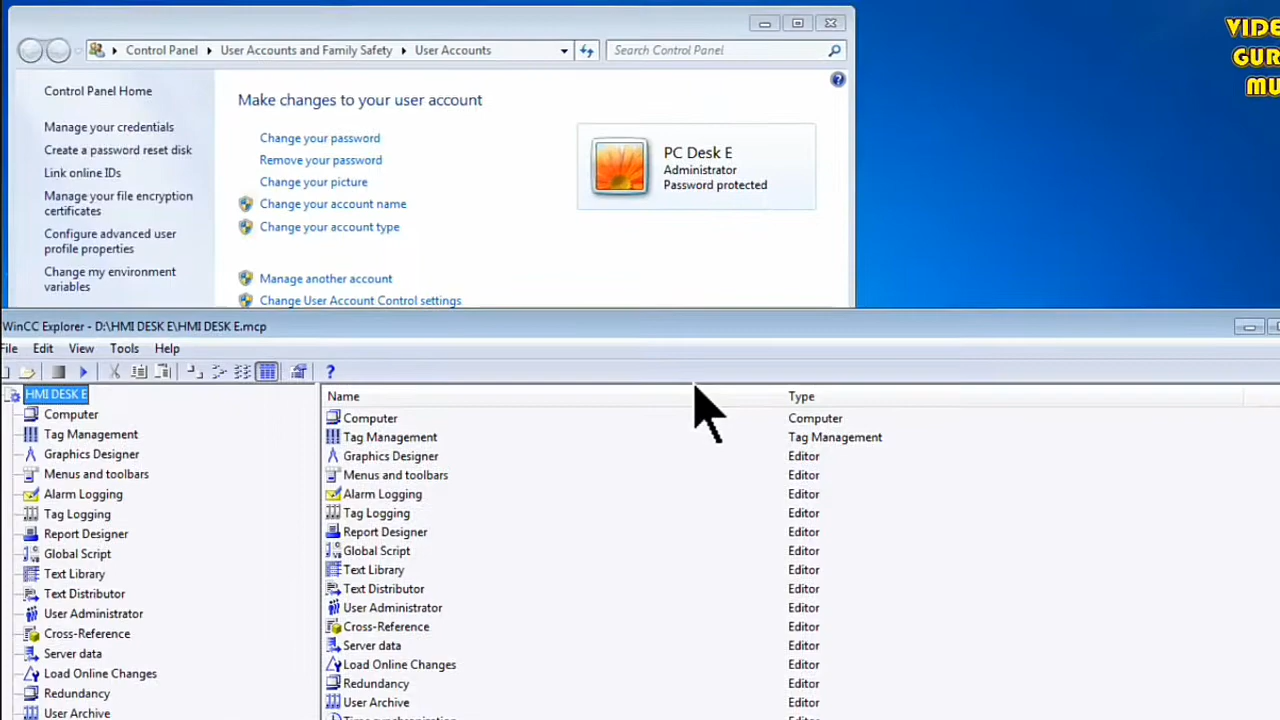 Control Panel
User Accounts and Family Safety
User Accounts
Search Control Panel
VIDE
GUR
MU
Control Panel Home
Manage your credentials
Create a password reset disk
Link online IDs
Manage your file encryption
certificates
Configure advanced user
profile properties
Change my environment
variables
Make changes to your user account
Change your password
Remove your password
Change your picture
Change your account name
Change your account type
Manage another account
Change User Account Control settings
PC Desk E
Administrator
Password protected
WinCC Explorer - D:\HMI DESK E\HMI DESK E.mcp
File Edit View Tools Help
HMI DESK E
Computer
Tag Management
Graphics Designer
Menus and toolbars
Alarm Logging
Tag Logging
Report Designer
Global Script
Text Library
Text Distributor
User Administrator
Cross-Reference
Server data
Load Online Changes
Redundancy
User Archive
Name Type
Computer Computer
Tag Management Tag Management
Graphics Designer Editor
Menus and toolbars Editor
Alarm Logging Editor
Tag Logging Editor
Report Designer Editor
Global Script Editor
Text Library Editor
Text Distributor Editor
User Administrator Editor
Cross-Reference Editor
Server data Editor
Load Online Changes Editor
Redundancy Editor
User Archive Editor